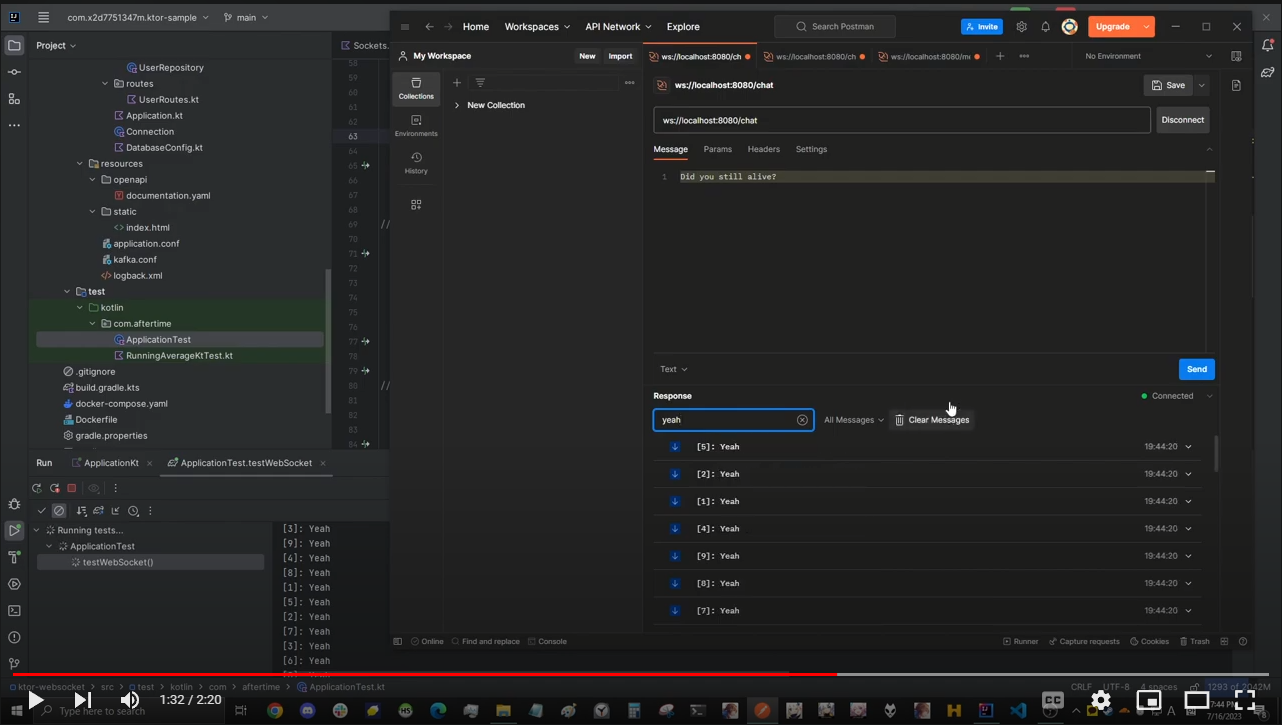 com.x2d7751347m.ktor-sample
main
Project
UserRepository
routes
UserRoutes.kt
Application.kt
Connection
DatabaseConfig.kt
resources
openapi
documentation.yaml
static
index.html
application.conf
kafka.conf
logback.xml
test
kotlin
com.aftertime
ApplicationTest
RunningAverageKtTest.kt
.gitignore
build.gradle.kts
docker-compose.yaml
Dockerfile
gradle.properties
Sockets.
58
59
60
61
62
63
64
65
66
67
68
69
//
70
71
72
73
74
75
76
77
78
79
80
//
81
82
83
84
Home
Workspaces
API Network
Explore
Search Postman
Invite
Upgrade
My Workspace
New
Import
ws://localhost:8080/ch
ws://localhost:8080/ch
ws://localhost:8080/me
No Environment
Collections
Environments
History
New Collection
ws://localhost:8080/chat
Save
ws://localhost:8080/chat
Disconnect
Message
Params
Headers
Settings
1 Did you still alive?
Text
Send
Response
Connected
yeah
All Messages
Clear Messages
[5]: Yeah 19:44:20
[2]: Yeah 19:44:20
[1]: Yeah 19:44:20
[4]: Yeah 19:44:20
[9]: Yeah 19:44:20
[8]: Yeah 19:44:20
[7]: Yeah 19:44:20
Online
Find and replace
Console
Runner
Capture requests
Cookies
Trash
Run
ApplicationKt
ApplicationTest.testWebSocket
Running tests...
ApplicationTest
testWebSocket()
[3]: Yeah
[9]: Yeah
[4]: Yeah
[8]: Yeah
[1]: Yeah
[5]: Yeah
[2]: Yeah
[7]: Yeah
[3]: Yeah
[6]: Yeah
ktor-websocket
src
test
kotlin
com
aftertime
ApplicationTest.kt
CRLF
UTF-8
4 spaces
1293 of 2042M
1:32 / 2:20
Type here to search
CC
7:44 PM
7/16/2023